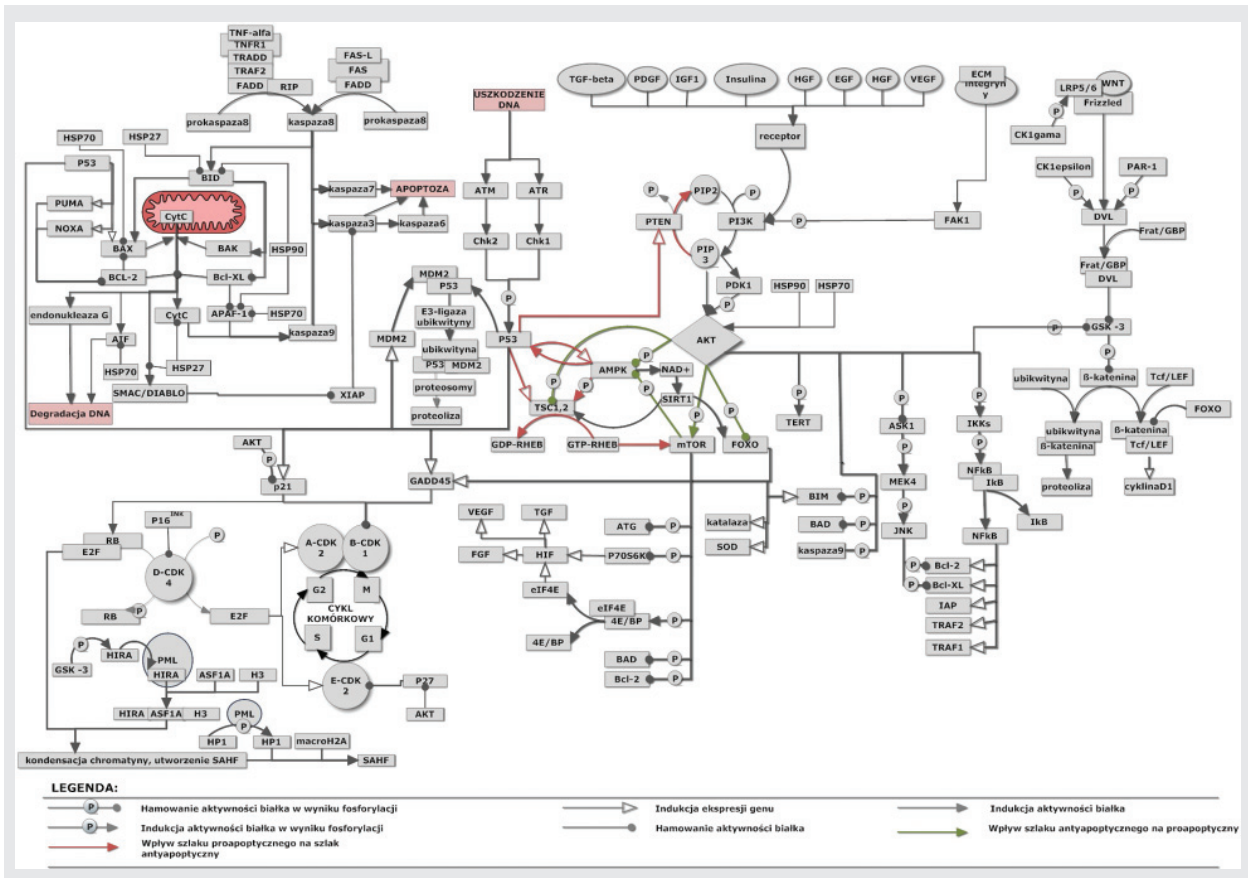 TNF-alfa
TNFR1
TRADD
TRAF2
FADD
RIP
FAS-L
FAS
FADD
prokaspaza8
kaspaza8
prokaspaza8
USZKODZENIE
DNA
TGF-beta
PDGF
IGF1
Insulina
HGF
EGF
HGF
VEGF
ECM
integryn
y
LRP5/6
WNT
Frizzled
P
CK1gama
receptor
HSP70
HSP27
P53
BID
PUMA
NOXA
CytC
BAX
BAK
HSP90
BCL-2
Bcl-XL
endonukleaza G
CytC
APAF-1
HSP70
kaspaza9
AIF
HSP70
HSP27
SMAC/DIABLO
XIAP
Degradacja DNA
kaspaza7
APOPTOZA
kaspaza3
kaspaza6
ATM
ATR
Chk2
Chk1
P
MDM2
P53
E3-ligaza
ubikwityny
MDM2
ubikwityna
P53
MDM2
proteosomy
proteoliza
P53
P
P
PIP2
PTEN
PI3K
P
FAK1
PIP
3
PDK1
P
HSP90
HSP70
AKT
P
AMPK
NAD+
P
P
SIRT1
TSC1,2
P
P
GDP-RHEB
GTP-RHEB
mTOR
FOXO
CK1epsilon
PAR-1
P
P
DVL
Frat/GBP
Frat/GBP
DVL
P
GSK -3
P
ubikwityna
ß-katenina
Tcf/LEF
FOXO
ubikwityna
ß-katenina
ß-katenina
Tcf/LEF
proteoliza
cyklinaD1
P
TERT
P
ASK1
P
MEK4
P
JNK
P
IKKs
P
NFkB
IkB
NFkB
IkB
P
Bcl-2
P
Bcl-XL
IAP
TRAF2
TRAF1
AKT
P
p21
GADD45
katalaza
SOD
BIM
P
BAD
P
kaspaza9
P
VEGF
TGF
FGF
HIF
eIF4E
eIF4E
4E/BP
P
4E/BP
ATG
P
P70S6K
P
BAD
P
Bcl-2
P
P16INK
P
RB
E2F
D-CDK
4
RB
P
E2F
A-CDK
2
B-CDK
1
G2
M
CYKL
KOMÓRKOWY
S
G1
E-CDK
2
P27
AKT
P
GSK -3
HIRA
PML
HIRA
ASF1A
H3
HIRA
ASF1A
H3
PML
P
HP1
HP1
macroH2A
kondensacja chromatyny, utworzenie SAHF
SAHF
LEGENDA:
P
Hamowanie aktywności białka w wyniku fosforylacji
Indukcja ekspresji genu
Indukcja aktywności białka
P
Indukcja aktywności białka w wyniku fosforylacji
Hamowanie aktywności białka
Wpływ szlaku antyapoptycznego na proapoptyczny
Wpływ szlaku proapoptycznego na szlak
antyapoptyczny